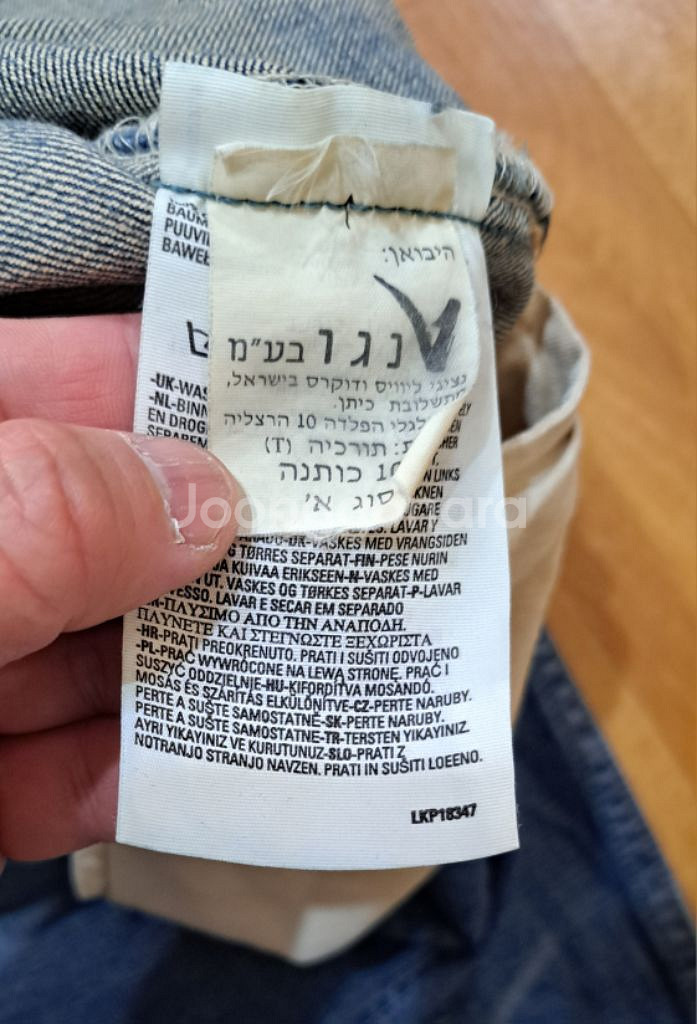 BAUM
PUUVI
BAWEŁ
היבואן:
נגו בע"מ
נציגי ליוויס ודוקרס בישראל,
כיתן.
הפלדה 10 הרצליה
תורכיה (T)
כותנה
סוג א'
-UK-WAS
-NL-BINN
EN DROG
SEPAREM
LINKS
LAVAR Y
-DK-VASKES MED VRANGSIDEN
TØRRES SEPARAT-FIN-PESE NURIN
KUIVAA ERIKSEEN-N-VASKES MED
UT. VASKES OG TØRKES SEPARAT-P-LAVAR
VESSO. LAVAR E SECAR EM SEPARADO
-ΠΛΥΣΙΜΟ ΑΠΟ ΤΗΝ ΑΝΑΠΟΔΗ.
ΠΛΥΝΕΤΕ ΚΑΙ ΣΤΕΓΝΩΣΤΕ ΞΕΧΩΡΙΣΤΑ
-HR-PRATI PREOKRENUTO. PRATI I SUŠITI ODVOJENO
-PL-PRAĆ WYWRÓCONE NA LEWĄ STRONĘ. PRAĆ I
SUSZYĆ ODDZIELNIE-HU-KIFORDÍTVA MOSANDÓ.
MOSÁS ÉS SZÁRÍTÁS ELKÜLÖNÍTVE-CZ-PERTE NARUBY.
PERTE A SUŠTE SAMOSTATNĚ-SK-PERTE NARUBY.
PERTE A SUŠTE SAMOSTATNE-TR-TERSTEN YIKAYINIZ.
AYRI YIKAYINIZ VE KURUTUNUZ-SLO-PRATI Z
NOTRANJO STRANJO NAVZEN. PRATI IN SUŠITI LOEENO.
LKP18347